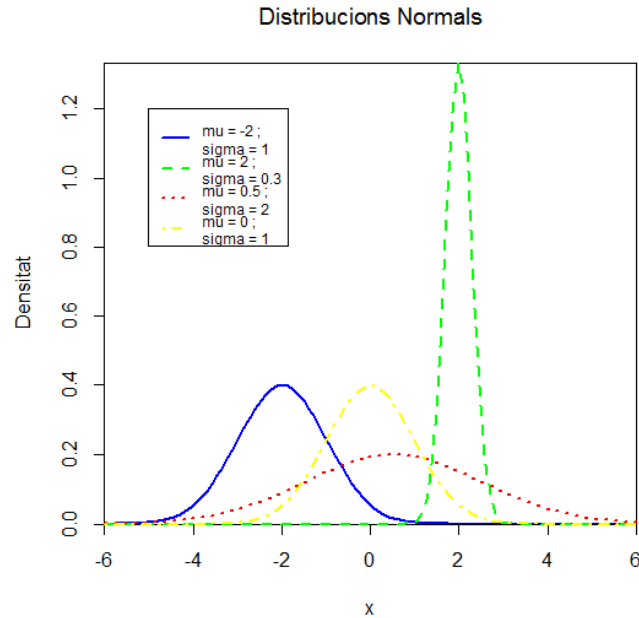 Distribucions Normals
mu = -2 ;
sigma = 1
mu = 2 ;
sigma = 0.3
mu = 0.5 ;
sigma = 2
mu = 0 ;
sigma = 1
Densitat
1.2
1.0
0.8
0.6
0.4
0.2
0.0
-6 -4 -2 0 2 4 6
x